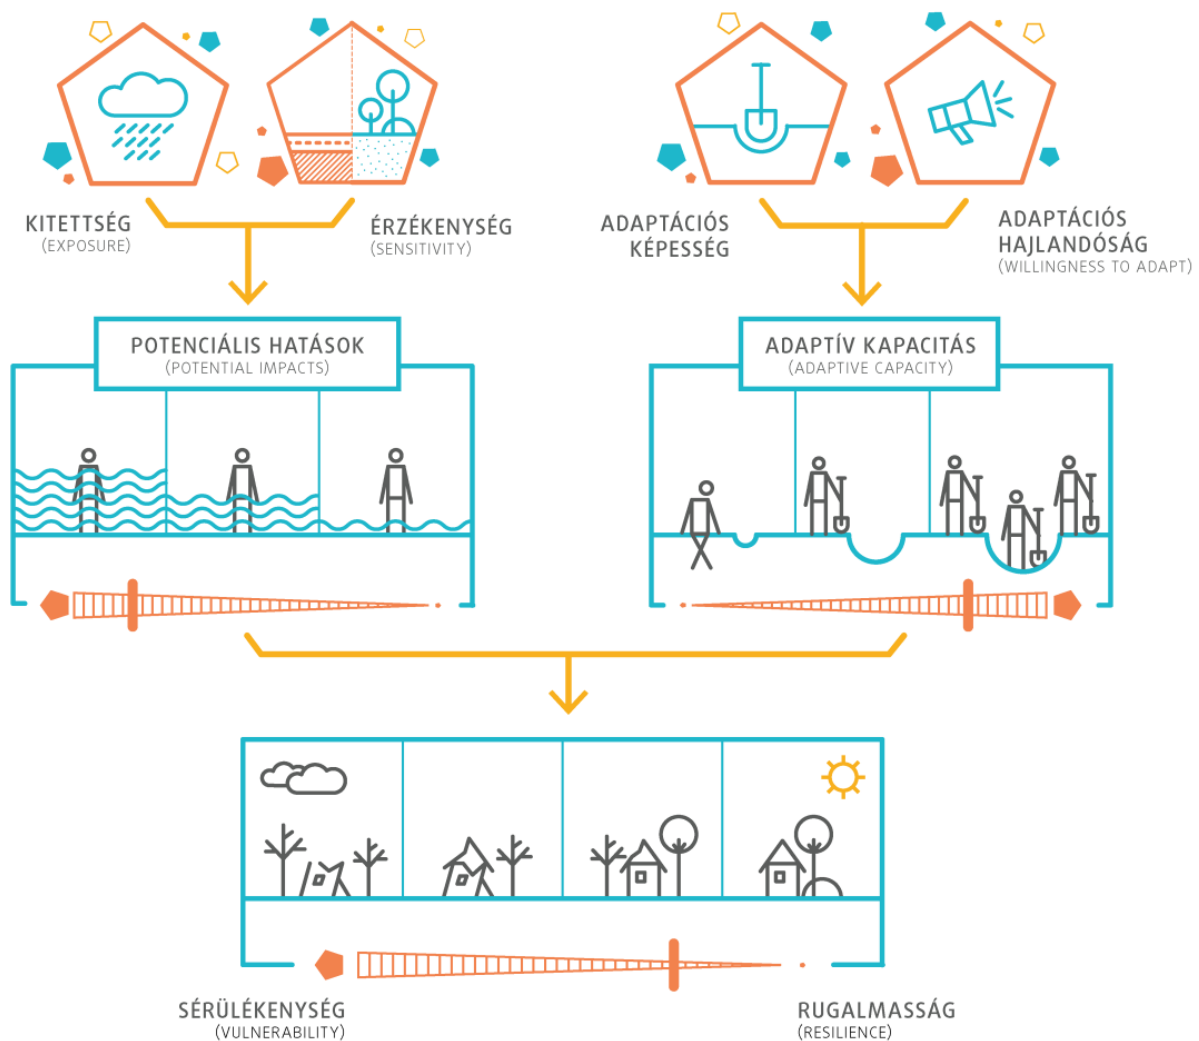 KITETTSÉG
(EXPOSURE)
ÉRZÉKENYSÉG
(SENSITIVITY)
ADAPTÁCIÓS
KÉPESSÉG
ADAPTÁCIÓS
HAJLANDÓSÁG
(WILLINGNESS TO ADAPT)
POTENCIÁLIS HATÁSOK
(POTENTIAL IMPACTS)
ADAPTÍV KAPACITÁS
(ADAPTIVE CAPACITY)
SÉRÜLÉKENYSÉG
(VULNERABILITY)
RUGALMASSÁG
(RESILIENCE)